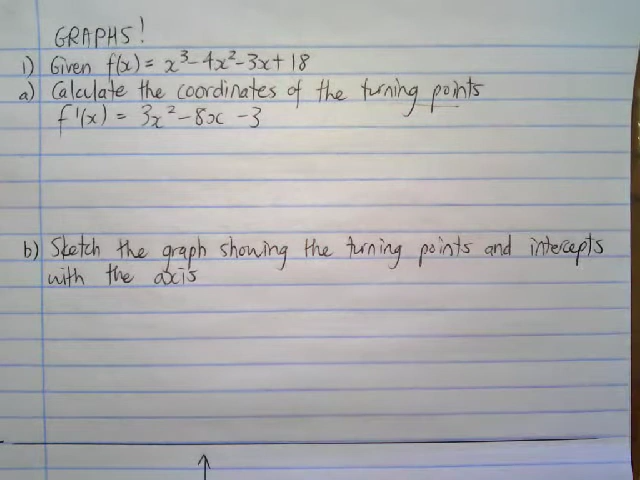 GRAPHS!
1) Given f(x) = x³-4x²-3x+18
a) Calculate the coordinates of the turning points
f'(x) = 3x²-8x-3
b) Sketch the graph showing the turning points and intercepts
with the axis